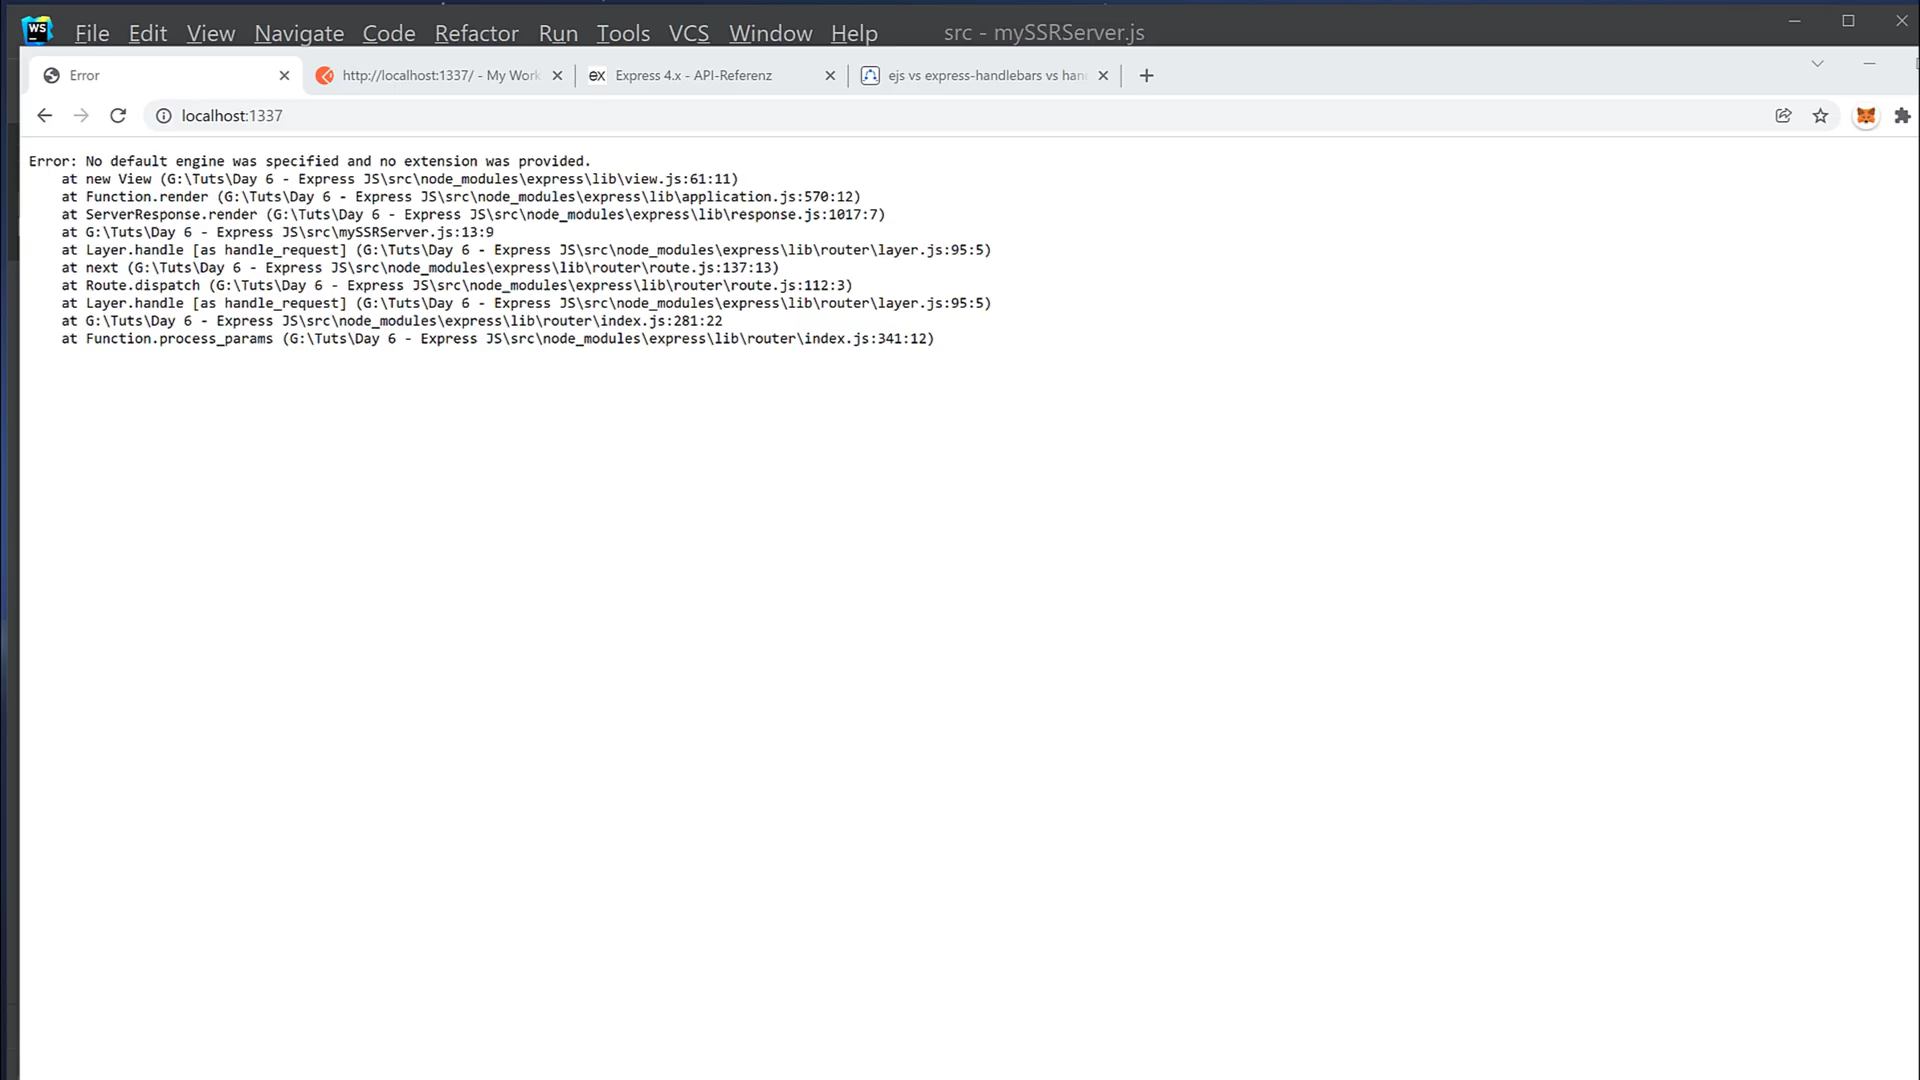 WS
File Edit View Navigate Code Refactor Run Tools VCS Window Help src - mySSRServer.js
Error http://localhost:1337/ - My Work ex Express 4.x - API-Referenz ejs vs express-handlebars vs han
localhost:1337
Error: No default engine was specified and no extension was provided.
at new View (G:\Tuts\Day 6 - Express JS\src\node_modules\express\lib\view.js:61:11)
at Function.render (G:\Tuts\Day 6 - Express JS\src\node_modules\express\lib\application.js:570:12)
at ServerResponse.render (G:\Tuts\Day 6 - Express JS\src\node_modules\express\lib\response.js:1017:7)
at G:\Tuts\Day 6 - Express JS\src\mySSRServer.js:13:9
at Layer.handle [as handle_request] (G:\Tuts\Day 6 - Express JS\src\node_modules\express\lib\router\layer.js:95:5)
at next (G:\Tuts\Day 6 - Express JS\src\node_modules\express\lib\router\route.js:137:13)
at Route.dispatch (G:\Tuts\Day 6 - Express JS\src\node_modules\express\lib\router\route.js:112:3)
at Layer.handle [as handle_request] (G:\Tuts\Day 6 - Express JS\src\node_modules\express\lib\router\layer.js:95:5)
at G:\Tuts\Day 6 - Express JS\src\node_modules\express\lib\router\index.js:281:22
at Function.process_params (G:\Tuts\Day 6 - Express JS\src\node_modules\express\lib\router\index.js:341:12)